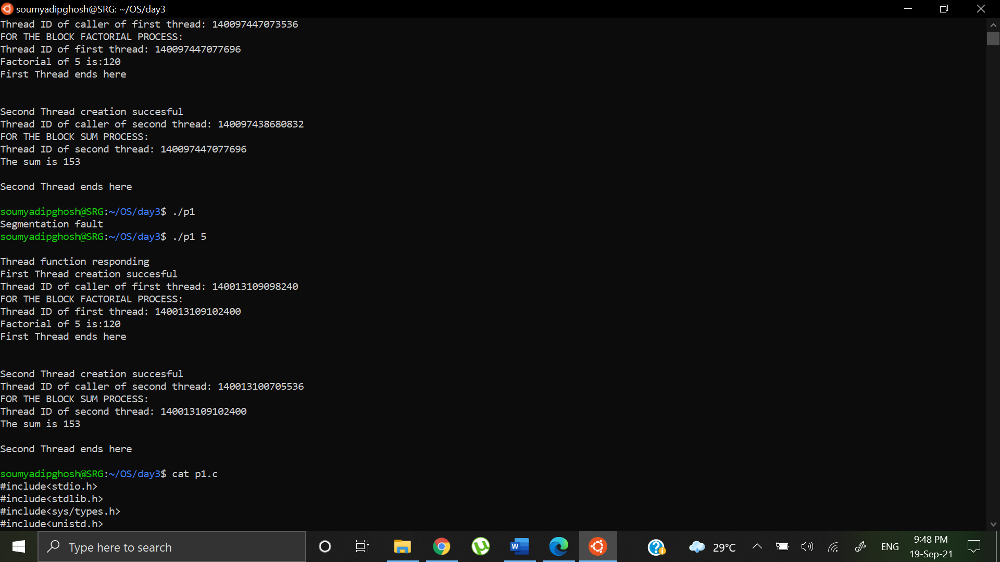 soumyadipghosh@SRG: ~/OS/day3
Thread ID of caller of first thread: 140097447073536
FOR THE BLOCK FACTORIAL PROCESS:
Thread ID of first thread: 140097447077696
Factorial of 5 is:120
First Thread ends here
Second Thread creation succesful
Thread ID of caller of second thread: 140097438680832
FOR THE BLOCK SUM PROCESS:
Thread ID of second thread: 140097447077696
The sum is 153
Second Thread ends here
soumyadipghosh@SRG:~/OS/day3$ ./p1
Segmentation fault
soumyadipghosh@SRG:~/OS/day3$ ./p1 5
Thread function responding
First Thread creation succesful
Thread ID of caller of first thread: 140013109098240
FOR THE BLOCK FACTORIAL PROCESS:
Thread ID of first thread: 140013109102400
Factorial of 5 is:120
First Thread ends here
Second Thread creation succesful
Thread ID of caller of second thread: 140013100705536
FOR THE BLOCK SUM PROCESS:
Thread ID of second thread: 140013109102400
The sum is 153
Second Thread ends here
soumyadipghosh@SRG:~/OS/day3$ cat p1.c
#include<stdio.h>
#include<stdlib.h>
#include<sys/types.h>
#include<unistd.h>
Type here to search
29°C
ENG
9:48 PM
19-Sep-21